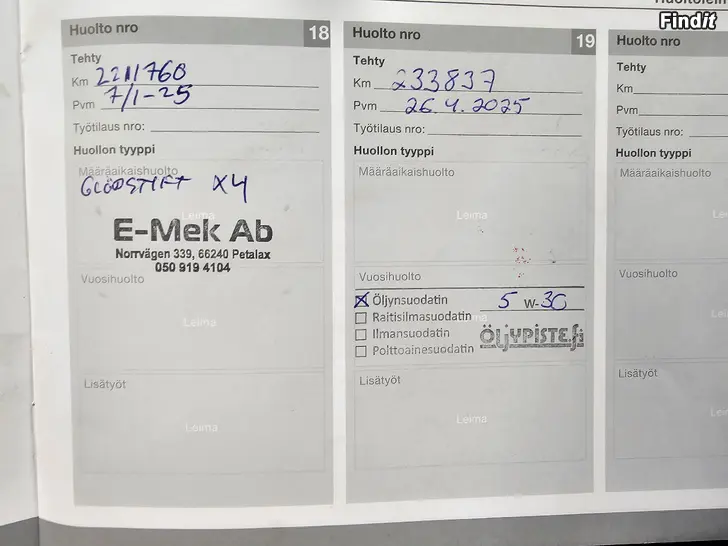 Findit
Huolto nro 18
Tehty
Km 2211760
Pvm 7/1-25
Työtilaus nro:
Huollon tyyppi
Määräaikaishuolto
GLÖDSTIFT X4
Leima
E-Mek Ab
Norrvägen 339, 66240 Petalax
050 919 4104
Vuosihuolto
Leima
Lisätyöt
Leima
Huolto nro 19
Tehty
Km 233837
Pvm 26.4.2025
Työtilaus nro:
Huollon tyyppi
Määräaikaishuolto
Leima
Vuosihuolto
Öljynsuodatin 5 W-30
Raitisilmasuodatin
Ilmansuodatin
Polttoainesuodatin
ÖLJYPISTE.fi
Lisätyöt
Leima
Huolto nro
Tehty
Km
Pvm
Työtilaus nro:
Huollon tyyppi
Määräaikaishuolto
Vuosihuolto
Lisätyöt